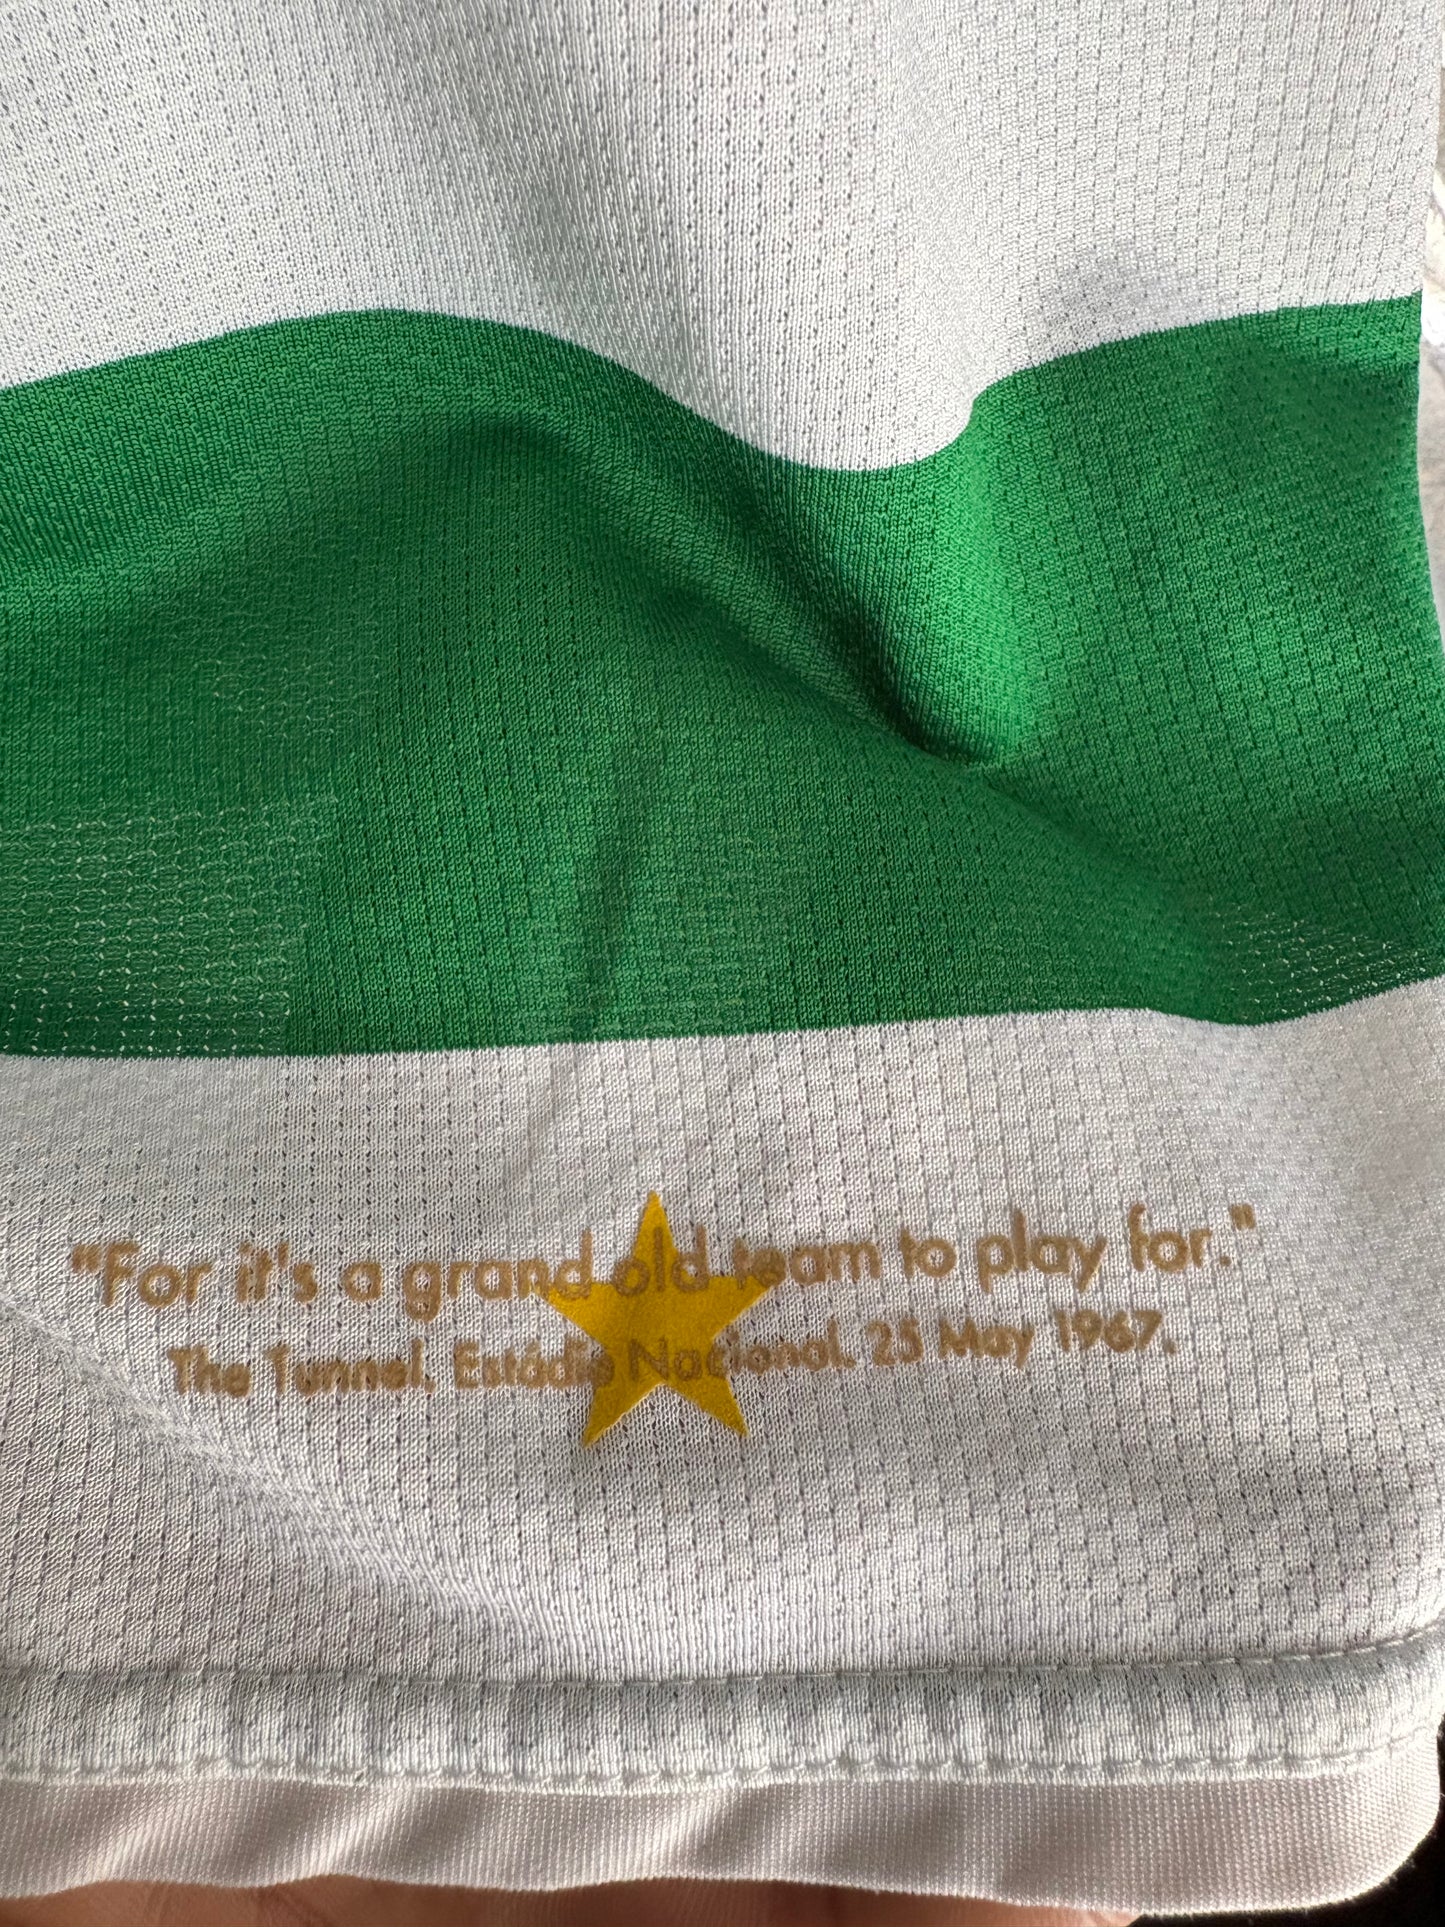 "For it's a grand old team to play for."
The Tunnel, Estádio Nacional. 25 May 1967.